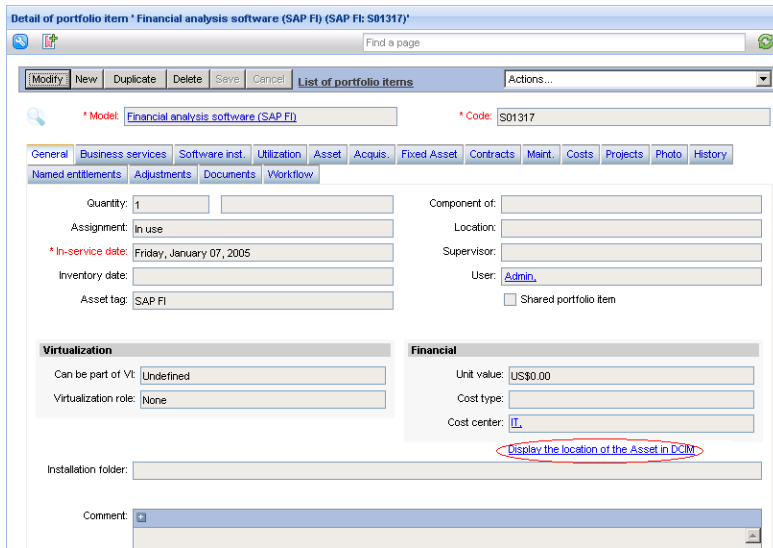 Detail of portfolio item ' Financial analysis software (SAP FI) (SAP FI: S01317)'
Find a page
Modify New Duplicate Delete Save Cancel List of portfolio items Actions...
* Model: Financial analysis software (SAP FI) * Code: S01317
General Business services Software inst. Utilization Asset Acquis. Fixed Asset Contracts Maint. Costs Projects Photo History
Named entitlements Adjustments Documents Workflow
Quantity: 1 Component of:
Assignment: In use Location:
* In-service date: Friday, January 07, 2005 Supervisor:
Inventory date: User: Admin,
Asset tag: SAP FI Shared portfolio item
Virtualization Financial
Can be part of VI: Undefined Unit value: US$0.00
Virtualization role: None Cost type:
Cost center: IT,
Display the location of the Asset in DCIM
Installation folder:
Comment: